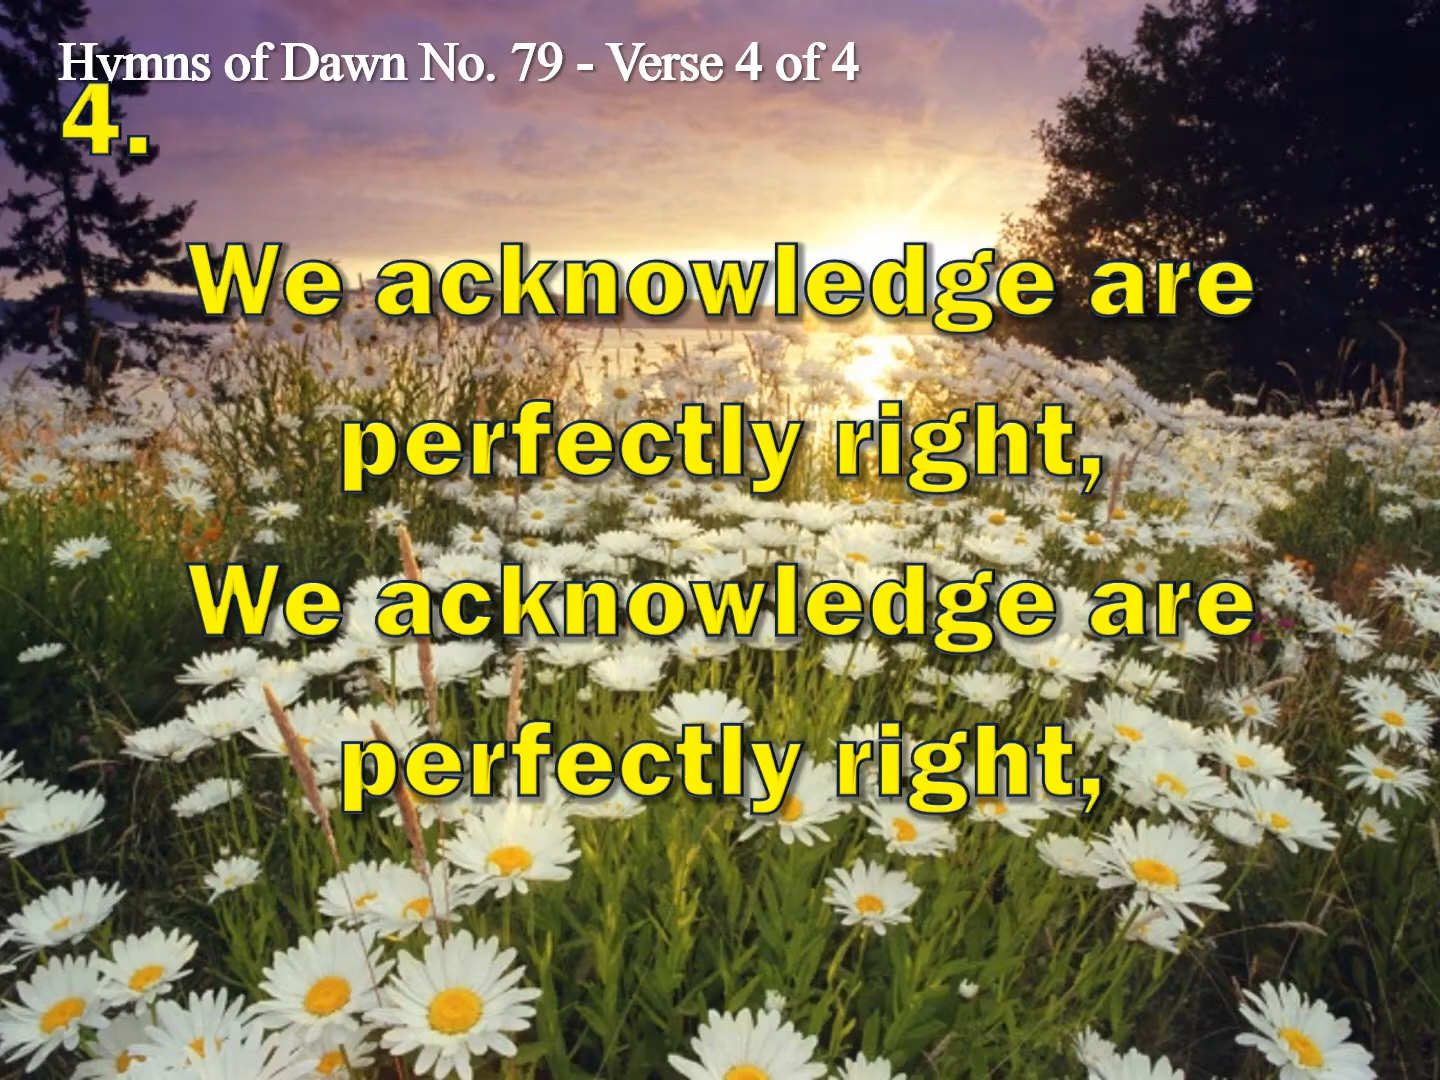 Hymns of Dawn No. 79 - Verse 4 of 4
4.
We acknowledge are
perfectly right,
We acknowledge are
perfectly right,